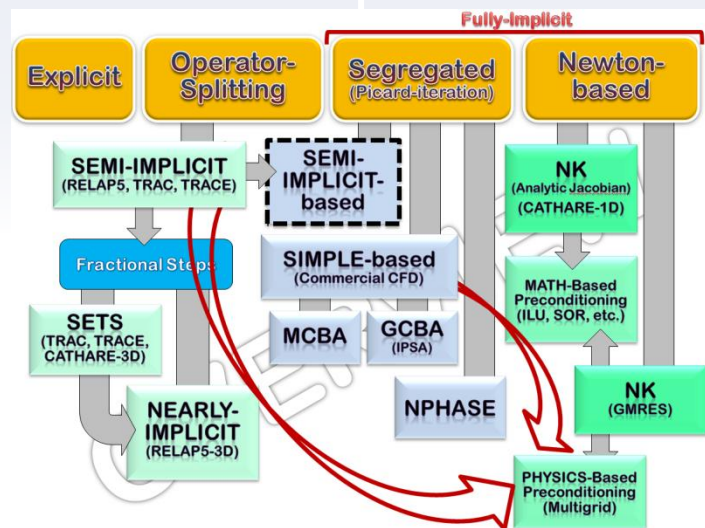 Fully-Implicit
Explicit
Operator-
Splitting
Segregated
(Picard-iteration)
Newton-
based
SEMI-IMPLICIT
(RELAP5, TRAC, TRACE)
SEMI-
IMPLICIT-
based
NK
(Analytic Jacobian)
(CATHARE-1D)
Fractional Steps
SIMPLE-based
(Commercial CFD)
MATH-Based
Preconditioning
(ILU, SOR, etc.)
SETS
(TRAC, TRACE,
CATHARE-3D)
MCBA
GCBA
(IPSA)
NPHASE
NK
(GMRES)
NEARLY-
IMPLICIT
(RELAP5-3D)
PHYSICS-Based
Preconditioning
(Multigrid)